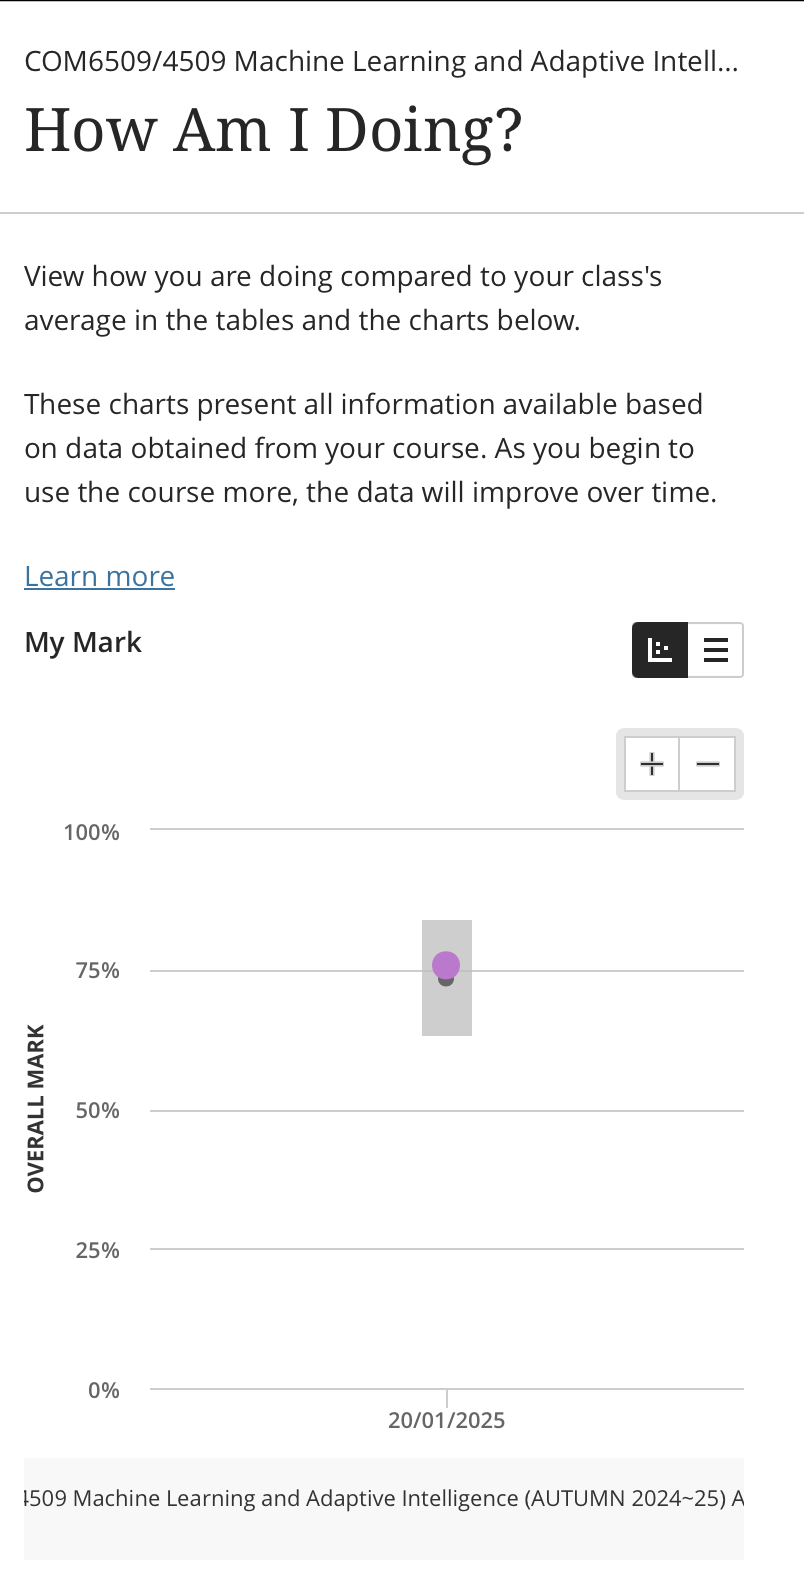 COM6509/4509 Machine Learning and Adaptive Intell...
How Am I Doing?
View how you are doing compared to your class's
average in the tables and the charts below.
These charts present all information available based
on data obtained from your course. As you begin to
use the course more, the data will improve over time.
Learn more
My Mark
100%
75%
50%
25%
0%
OVERALL MARK
20/01/2025
4509 Machine Learning and Adaptive Intelligence (AUTUMN 2024~25) A